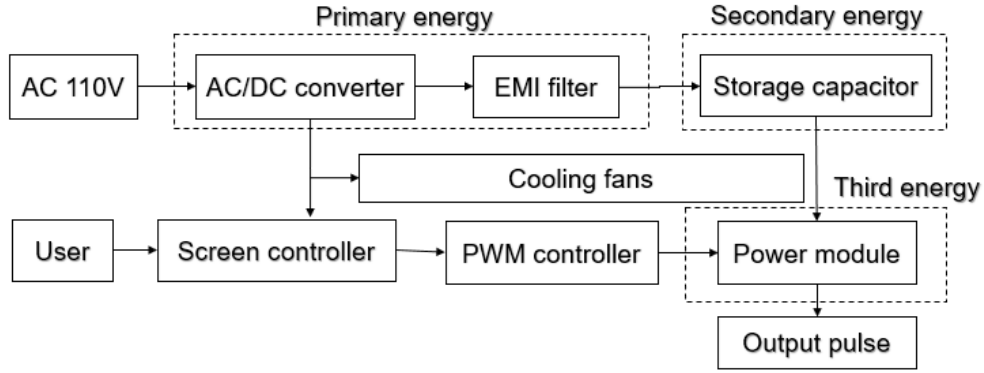 Primary energy
Secondary energy
AC 110V
AC/DC converter
EMI filter
Storage capacitor
Cooling fans
Third energy
User
Screen controller
PWM controller
Power module
Output pulse